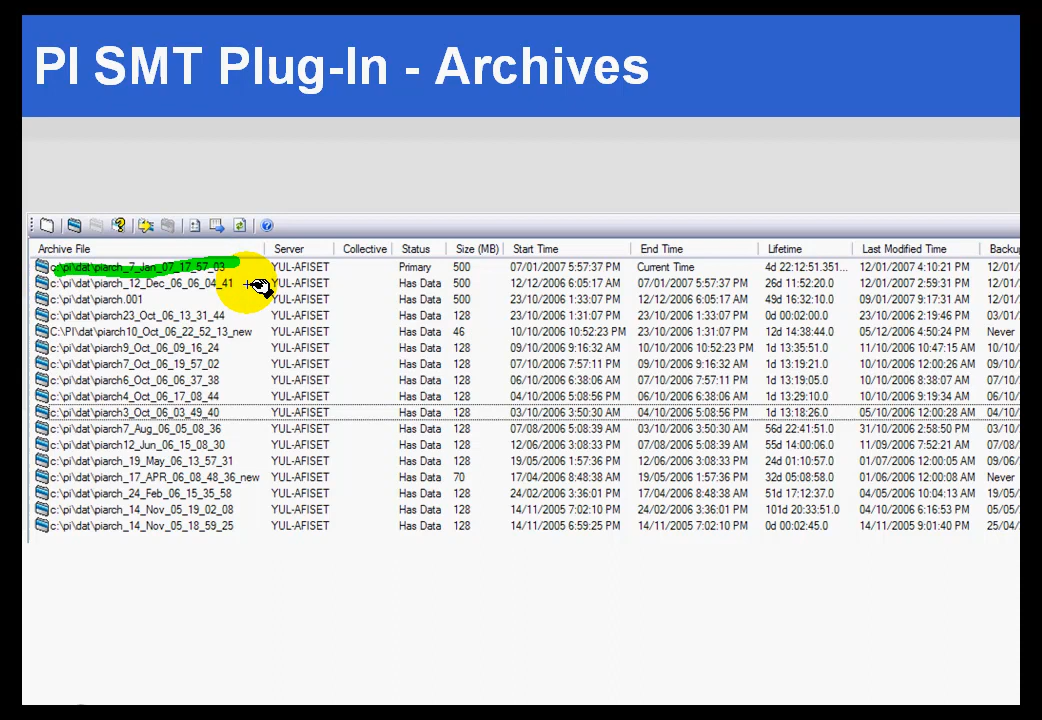 PI SMT Plug-In - Archives
Archive File Server Collective Status Size (MB) Start Time End Time Lifetime Last Modified Time Backu
c:\pi\dat\piarch_7_Jan_07_17_57_03 YUL-AFISET Primary 500 07/01/2007 5:57:37 PM Current Time 4d 22:12:51.351... 12/01/2007 4:10:21 PM 12/01/
c:\pi\dat\piarch_12_Dec_06_06_04_41 YUL-AFISET Has Data 500 12/12/2006 6:05:17 AM 07/01/2007 5:57:37 PM 26d 11:52:20.0 12/01/2007 2:59:31 PM 12/01/
c:\pi\dat\piarch.001 YUL-AFISET Has Data 500 23/10/2006 1:33:07 PM 12/12/2006 6:05:17 AM 49d 16:32:10.0 09/01/2007 9:17:31 AM 09/01/
c:\pi\dat\piarch23_Oct_06_13_31_44 YUL-AFISET Has Data 128 23/10/2006 1:31:07 PM 23/10/2006 1:33:07 PM 0d 00:02:00.0 23/10/2006 2:19:46 PM 03/01/
C:\PI\dat\piarch10_Oct_06_22_52_13_new YUL-AFISET Has Data 46 10/10/2006 10:52:23 PM 23/10/2006 1:31:07 PM 12d 14:38:44.0 05/12/2006 4:50:24 PM Never
c:\pi\dat\piarch9_Oct_06_09_16_24 YUL-AFISET Has Data 128 09/10/2006 9:16:32 AM 10/10/2006 10:52:23 PM 1d 13:35:51.0 11/10/2006 10:47:15 AM 10/10/
c:\pi\dat\piarch7_Oct_06_19_57_02 YUL-AFISET Has Data 128 07/10/2006 7:57:11 PM 09/10/2006 9:16:32 AM 1d 13:19:21.0 10/10/2006 12:00:26 AM 09/10/
c:\pi\dat\piarch6_Oct_06_06_37_38 YUL-AFISET Has Data 128 06/10/2006 6:38:06 AM 07/10/2006 7:57:11 PM 1d 13:19:05.0 10/10/2006 8:38:07 AM 07/10/
c:\pi\dat\piarch4_Oct_06_17_08_44 YUL-AFISET Has Data 128 04/10/2006 5:08:56 PM 06/10/2006 6:38:06 AM 1d 13:29:10.0 10/10/2006 9:19:34 AM 06/10/
c:\pi\dat\piarch3_Oct_06_03_49_40 YUL-AFISET Has Data 128 03/10/2006 3:50:30 AM 04/10/2006 5:08:56 PM 1d 13:18:26.0 05/10/2006 12:00:28 AM 04/10/
c:\pi\dat\piarch7_Aug_06_05_08_36 YUL-AFISET Has Data 128 07/08/2006 5:08:39 AM 03/10/2006 3:50:30 AM 56d 22:41:51.0 31/10/2006 2:58:50 PM 03/10/
c:\pi\dat\piarch12_Jun_06_15_08_30 YUL-AFISET Has Data 128 12/06/2006 3:08:33 PM 07/08/2006 5:08:39 AM 55d 14:00:06.0 11/09/2006 7:52:21 AM 07/08/
c:\pi\dat\piarch_19_May_06_13_57_31 YUL-AFISET Has Data 128 19/05/2006 1:57:36 PM 12/06/2006 3:08:33 PM 24d 01:10:57.0 01/07/2006 12:00:05 AM 09/06/
c:\pi\dat\piarch_17_APR_06_08_48_36_new YUL-AFISET Has Data 70 17/04/2006 8:48:38 AM 19/05/2006 1:57:36 PM 32d 05:08:58.0 01/06/2006 12:00:08 AM Never
c:\pi\dat\piarch_24_Feb_06_15_35_58 YUL-AFISET Has Data 128 24/02/2006 3:36:01 PM 17/04/2006 8:48:38 AM 51d 17:12:37.0 04/05/2006 10:04:13 AM 19/05/
c:\pi\dat\piarch_14_Nov_05_19_02_08 YUL-AFISET Has Data 128 14/11/2005 7:02:10 PM 24/02/2006 3:36:01 PM 101d 20:33:51.0 04/10/2006 6:16:53 PM 05/05/
c:\pi\dat\piarch_14_Nov_05_18_59_25 YUL-AFISET Has Data 128 14/11/2005 6:59:25 PM 14/11/2005 7:02:10 PM 0d 00:02:45.0 14/11/2005 9:01:40 PM 25/04/